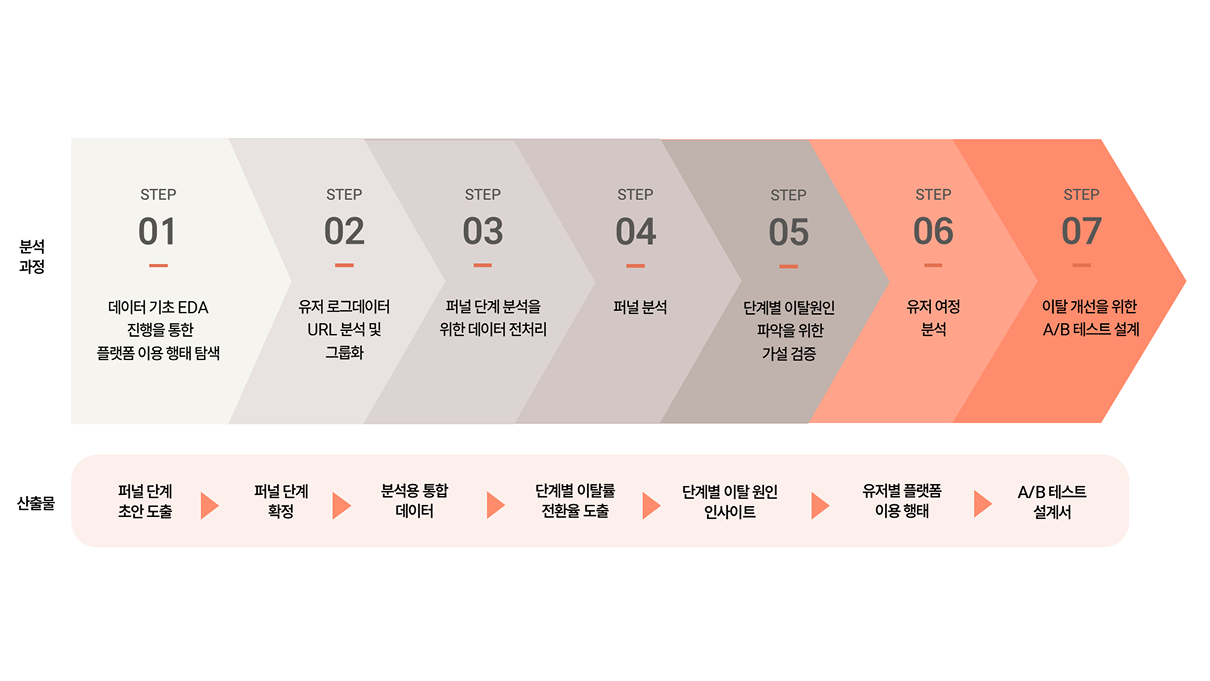 분석
과정
STEP
01
데이터 기초 EDA
진행을 통한
플랫폼 이용 행태 탐색
STEP
02
유저 로그데이터
URL 분석 및
그룹화
STEP
03
퍼널 단계 분석을
위한 데이터 전처리
STEP
04
퍼널 분석
STEP
05
단계별 이탈원인
파악을 위한
가설 검증
STEP
06
유저 여정
분석
STEP
07
이탈 개선을 위한
A/B 테스트 설계
산출물
퍼널 단계
초안 도출
퍼널 단계
확정
분석용 통합
데이터
단계별 이탈률
전환율 도출
단계별 이탈 원인
인사이트
유저별 플랫폼
이용 행태
A/B 테스트
설계서